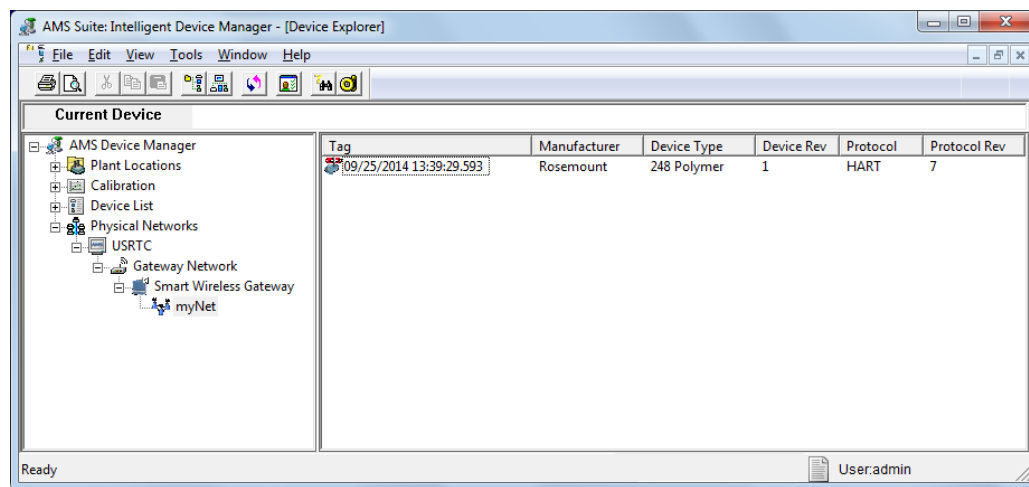 AMS Suite: Intelligent Device Manager - [Device Explorer]
File Edit View Tools Window Help
Current Device
AMS Device Manager
Plant Locations
Calibration
Device List
Physical Networks
USRTC
Gateway Network
Smart Wireless Gateway
myNet
Tag Manufacturer Device Type Device Rev Protocol Protocol Rev
09/25/2014 13:39:29.593 Rosemount 248 Polymer 1 HART 7
Ready User:admin